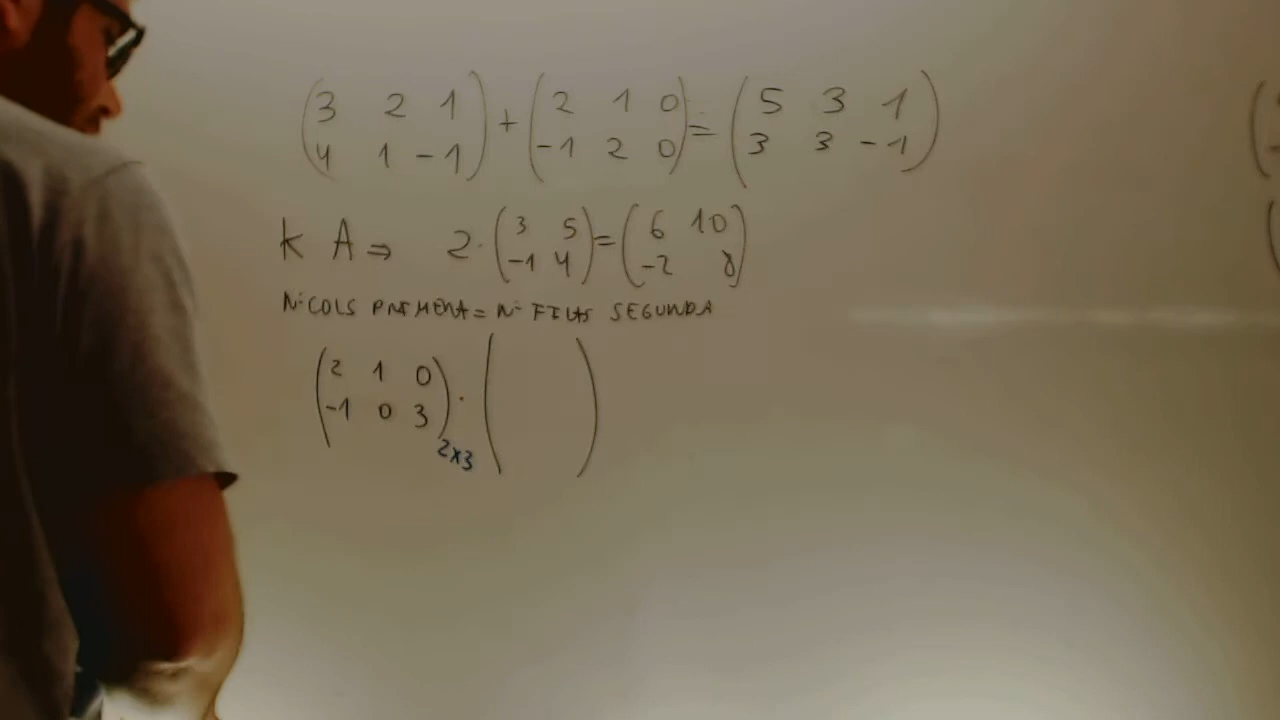 (3 2 1) + (2 1 0) = (5 3 1)
(4 1 -1) (-1 2 0) (3 3 -1)
k A ⇒ 2· (3 5) = (6 10)
(-1 4) (-2 8)
Nº COLS PRIMERA = Nº FILAS SEGUNDA
(2 1 0) · ( )
(-1 0 3)
2x3